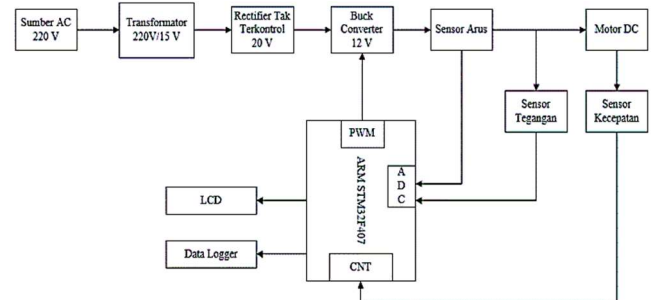 Sumber AC
220 V
Transformator
220V/15 V
Rectifier Tak
Terkontrol
20 V
Buck
Converter
12 V
Sensor Arus
Motor DC
Sensor
Tegangan
Sensor
Kecepatan
PWM
ARM STM32F407
A
D
C
LCD
Data Logger
CNT